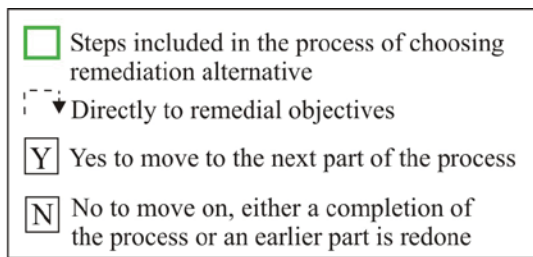 Steps included in the process of choosing
remediation alternative
Directly to remedial objectives
Y Yes to move to the next part of the process
N No to move on, either a completion of
the process or an earlier part is redone